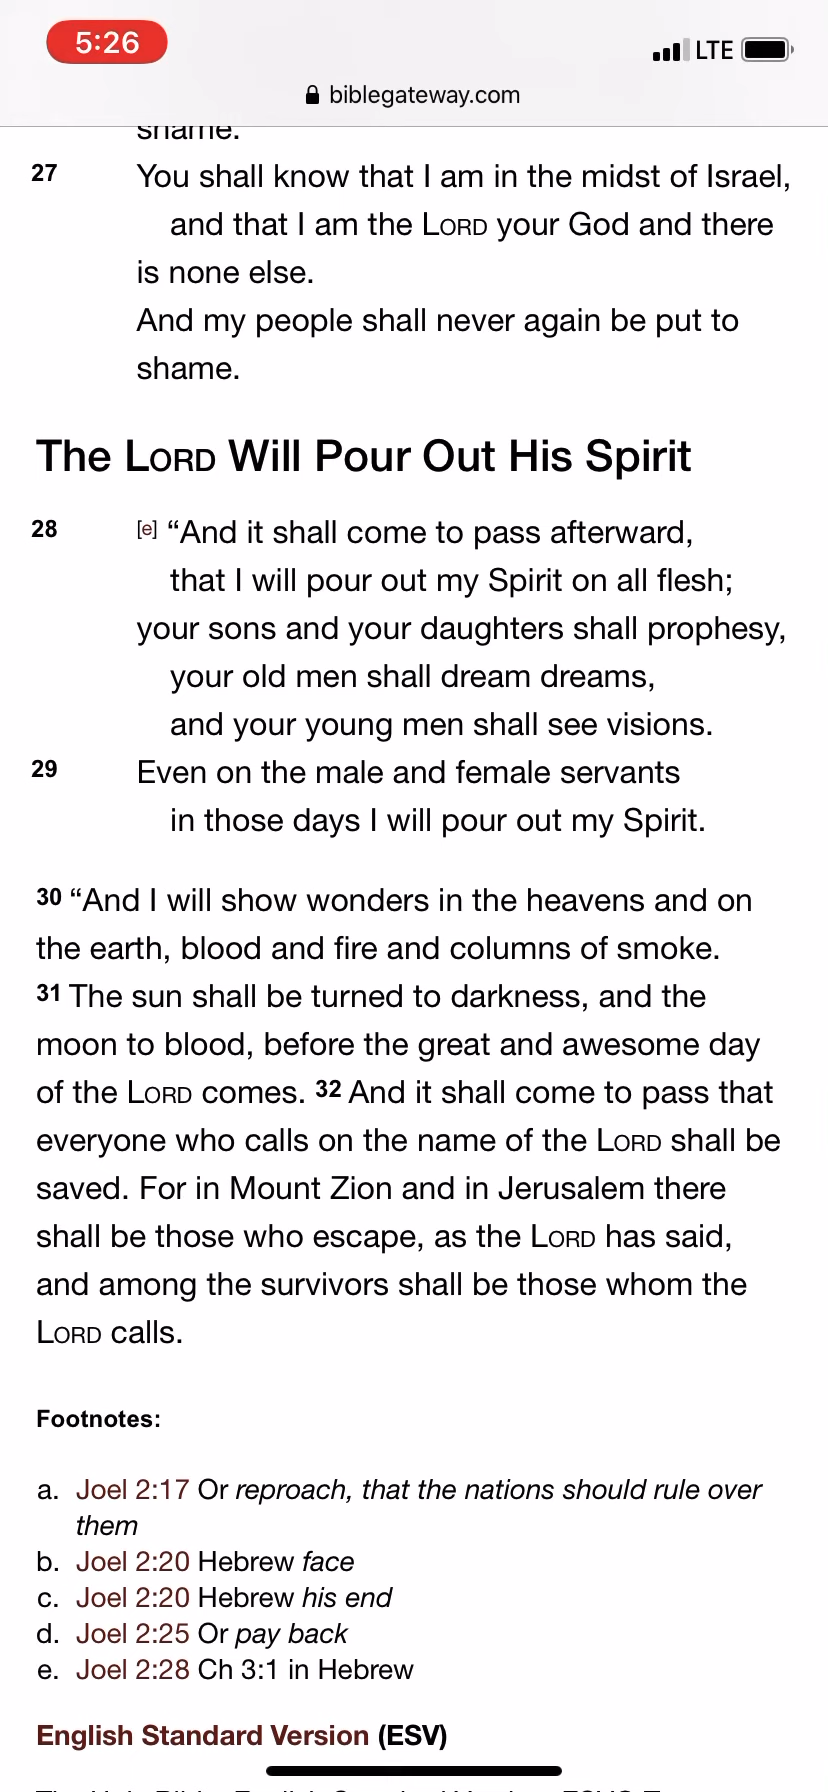 5:26
LTE
biblegateway.com
shame.
27 You shall know that I am in the midst of Israel,
and that I am the LORD your God and there
is none else.
And my people shall never again be put to
shame.
The LORD Will Pour Out His Spirit
28 [e] “And it shall come to pass afterward,
that I will pour out my Spirit on all flesh;
your sons and your daughters shall prophesy,
your old men shall dream dreams,
and your young men shall see visions.
29 Even on the male and female servants
in those days I will pour out my Spirit.
30 “And I will show wonders in the heavens and on
the earth, blood and fire and columns of smoke.
31 The sun shall be turned to darkness, and the
moon to blood, before the great and awesome day
of the LORD comes. 32 And it shall come to pass that
everyone who calls on the name of the LORD shall be
saved. For in Mount Zion and in Jerusalem there
shall be those who escape, as the LORD has said,
and among the survivors shall be those whom the
LORD calls.
Footnotes:
a. Joel 2:17 Or reproach, that the nations should rule over
them
b. Joel 2:20 Hebrew face
c. Joel 2:20 Hebrew his end
d. Joel 2:25 Or pay back
e. Joel 2:28 Ch 3:1 in Hebrew
English Standard Version (ESV)